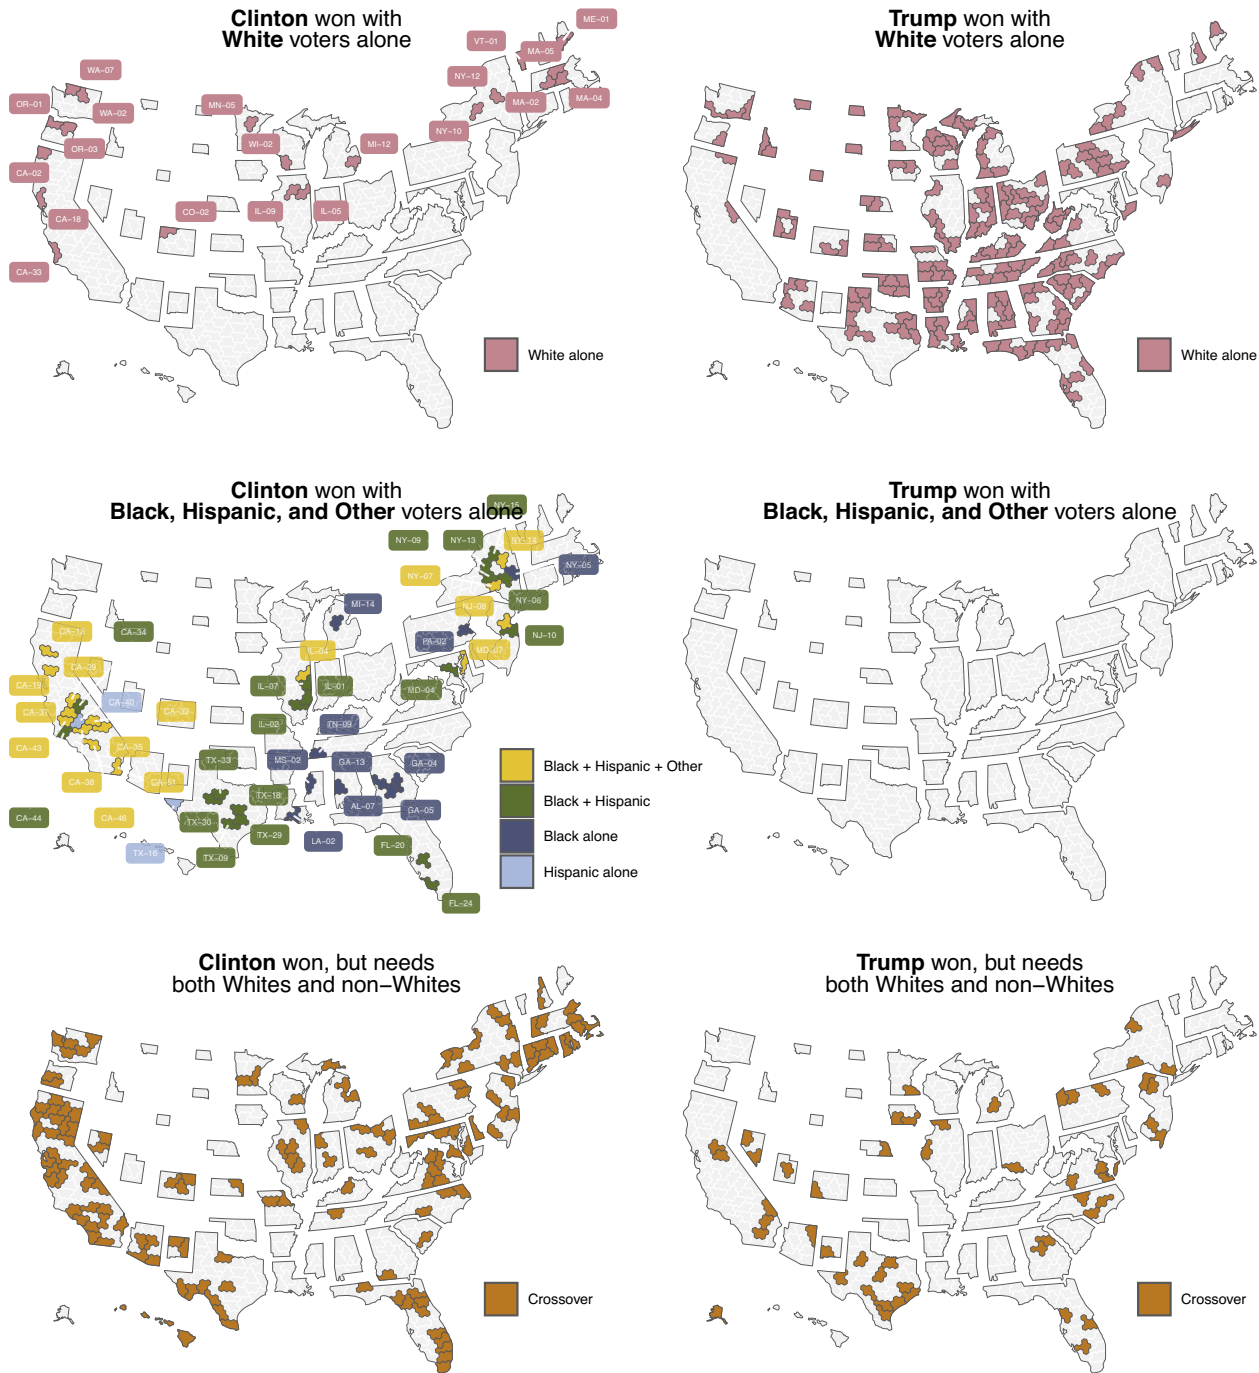 Clinton won with
White voters alone
ME−01
VT−01
MA−05
WA−07
NY−12
OR−01
WA−02
MN−05
MA−02
MA−04
NY−10
OR−03
WI−02
MI−12
CA−02
CO−02
IL−09
IL−05
CA−18
CA−33
White alone
Trump won with
White voters alone
White alone
Clinton won with
Black, Hispanic, and Other voters alone
NY−15
NY−09
NY−13
NY−14
NY−05
NY−07
MI−14
NJ−08
NY−06
CA−34
PA−02
NJ−10
IL−04
MD−07
CA−29
CA−19
CA−40
IL−07
IL−01
MD−04
CA−37
CA−32
IL−02
TN−09
CA−43
CA−35
TX−33
MS−02
GA−13
GA−04
CA−38
CA−51
TX−18
AL−07
GA−05
CA−44
CA−46
TX−30
TX−29
LA−02
FL−20
TX−16
TX−09
FL−24
Black + Hispanic + Other
Black + Hispanic
Black alone
Hispanic alone
Trump won with
Black, Hispanic, and Other voters alone
Clinton won, but needs
both Whites and non−Whites
Crossover
Trump won, but needs
both Whites and non−Whites
Crossover